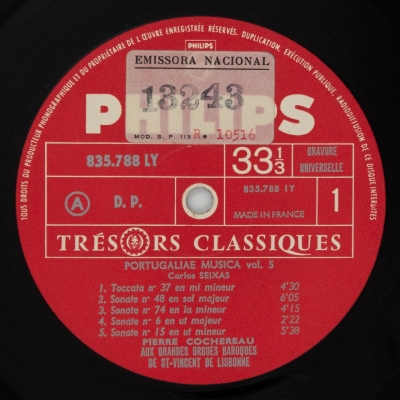 TOUS DROITS DU PRODUCTEUR PHONOGRAPHIQUE ET DU PROPRIÉTAIRE DE L'ŒUVRE ENREGISTRÉE RÉSERVÉS. DUPLICATION, EXÉCUTION PUBLIQUE, RADIODIFFUSION DE CE DISQUE INTERDITES
PHILIPS
EMISSORA NACIONAL
13243
MOD. S. P. 113 R. 10516
PHILIPS
835.788 LY
33 1/3
GRAVURE
UNIVERSELLE
A D. P.
835.788 1Y
MADE IN FRANCE
1
TRÉSORS CLASSIQUES
PORTUGALIAE MUSICA vol. 5
Carlos SEIXAS
1. Toccata n° 37 en mi mineur 4'30
2. Sonate n° 48 en sol majeur 6'05
3. Sonate n° 74 en la mineur 4'15
4. Sonate n° 6 en ut majeur 2'22
5. Sonate n° 15 en ut mineur 5'38
PIERRE COCHEREAU
AUX GRANDES ORGUES BAROQUES
DE ST-VINCENT DE LISBONNE